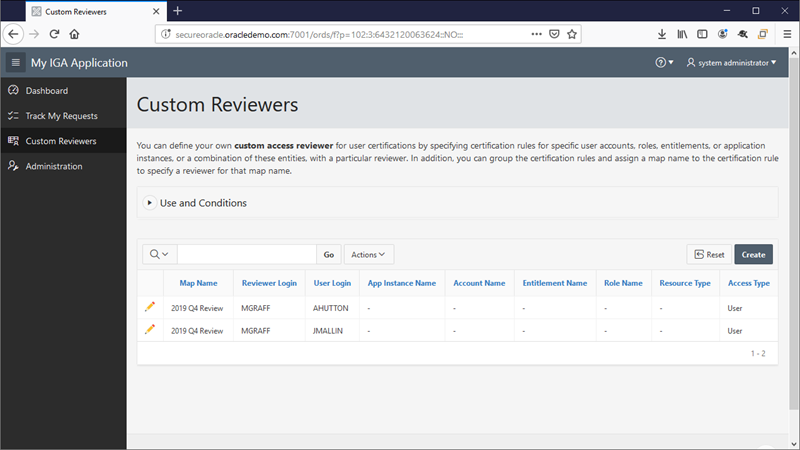 Custom Reviewers
secureoracle.oracledemo.com:7001/ords/f?p=102:3:6432120063624::NO:::
My IGA Application
system administrator
Dashboard
Track My Requests
Custom Reviewers
Administration
Custom Reviewers
You can define your own custom access reviewer for user certifications by specifying certification rules for specific user accounts, roles, entitlements, or application
instances, or a combination of these entities, with a particular reviewer. In addition, you can group the certification rules and assign a map name to the certification rule
to specify a reviewer for that map name.
Use and Conditions
Go Actions Reset Create
Map Name Reviewer Login User Login App Instance Name Account Name Entitlement Name Role Name Resource Type Access Type
2019 Q4 Review MGRAFF AHUTTON - - - - - User
2019 Q4 Review MGRAFF JMALLIN - - - - - User
1 - 2